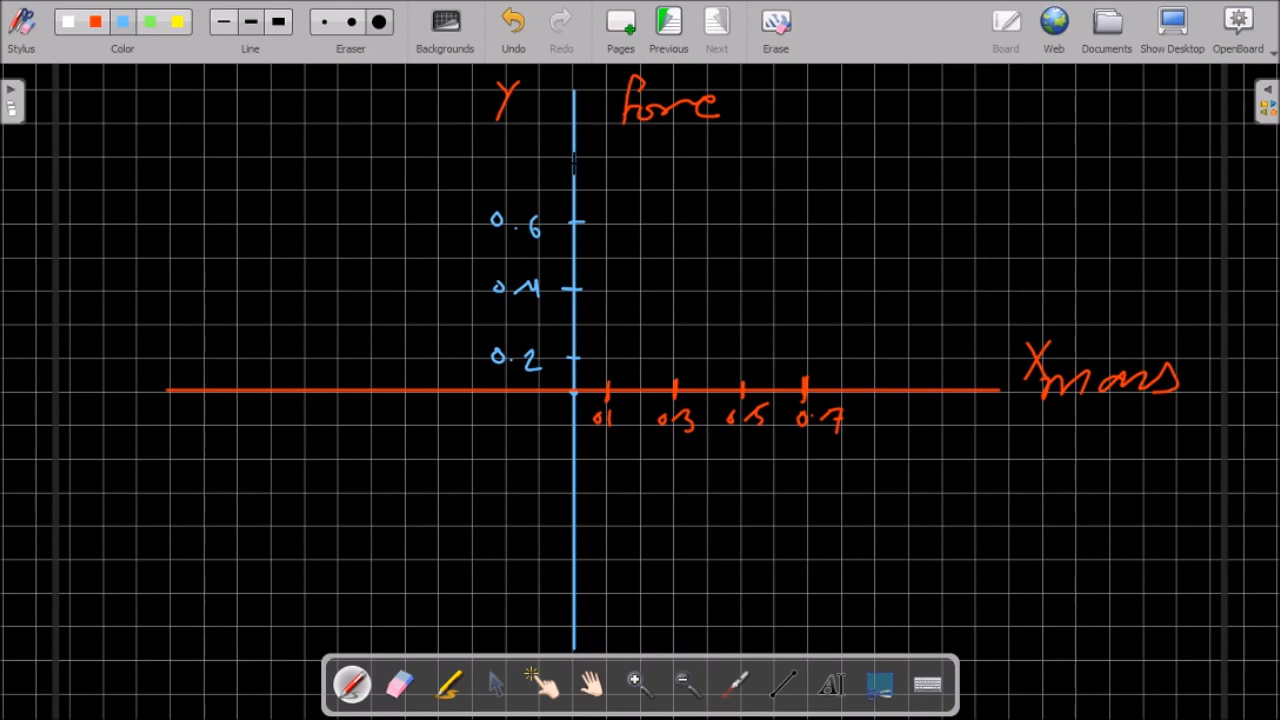 Stylus Color Line Eraser Backgrounds Undo Redo Pages Previous Next Erase Board Web Documents Show Desktop OpenBoard
Y force
0.6
0.4
0.2
X mass
0.1 0.3 0.5 0.7
AI